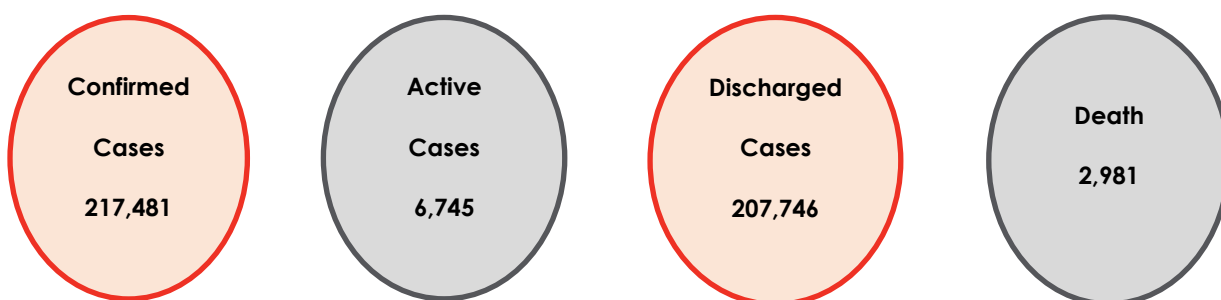 Confirmed
Cases
217,481
Active
Cases
6,745
Discharged
Cases
207,746
Death
2,981